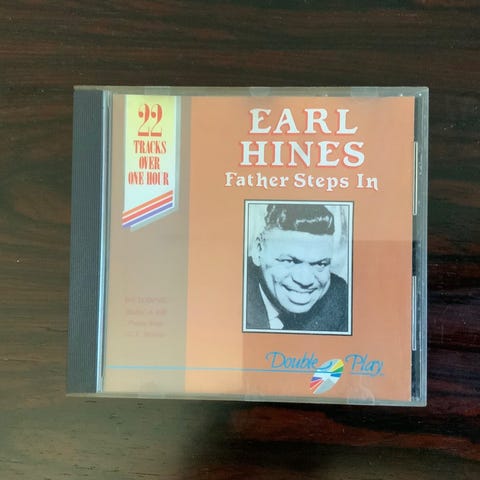 22
TRACKS
OVER
ONE HOUR
EARL
HINES
Father Steps In
Double Play